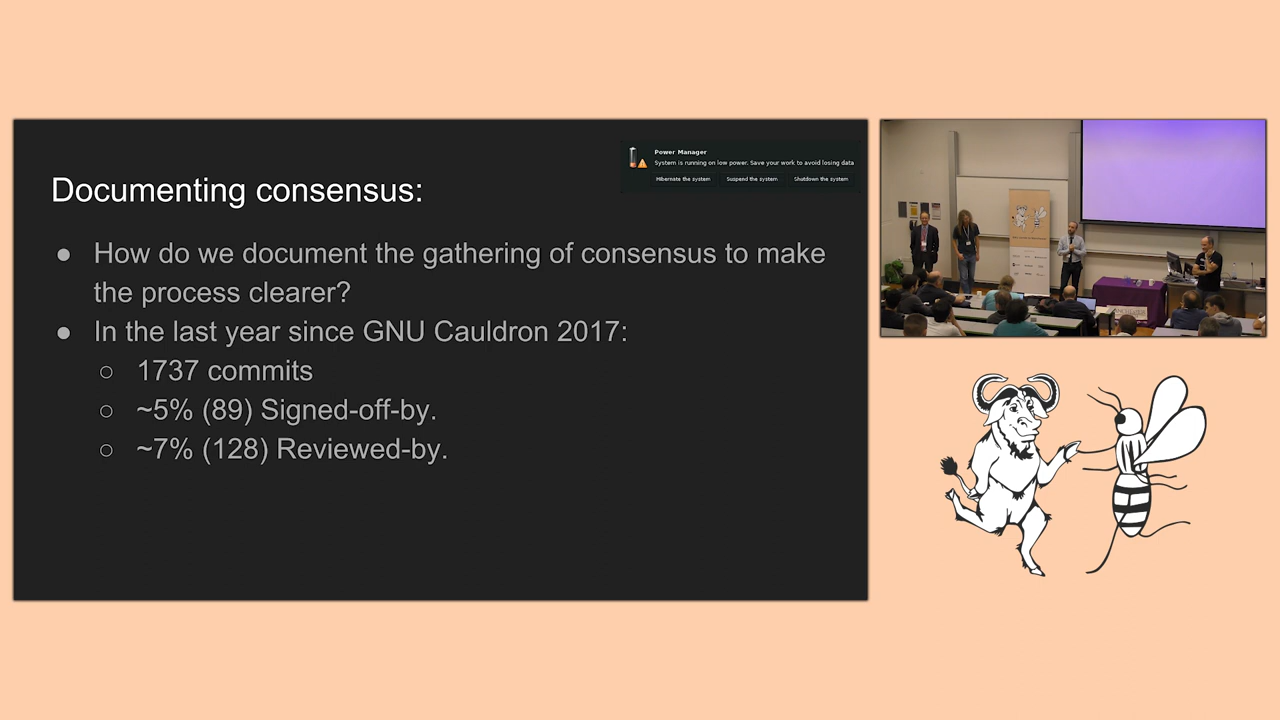 Power Manager
System is running on low power. Save your work to avoid losing data
Hibernate the system Suspend the system Shutdown the system
Documenting consensus:
● How do we document the gathering of consensus to make
the process clearer?
● In the last year since GNU Cauldron 2017:
○ 1737 commits
○ ~5% (89) Signed-off-by.
○ ~7% (128) Reviewed-by.